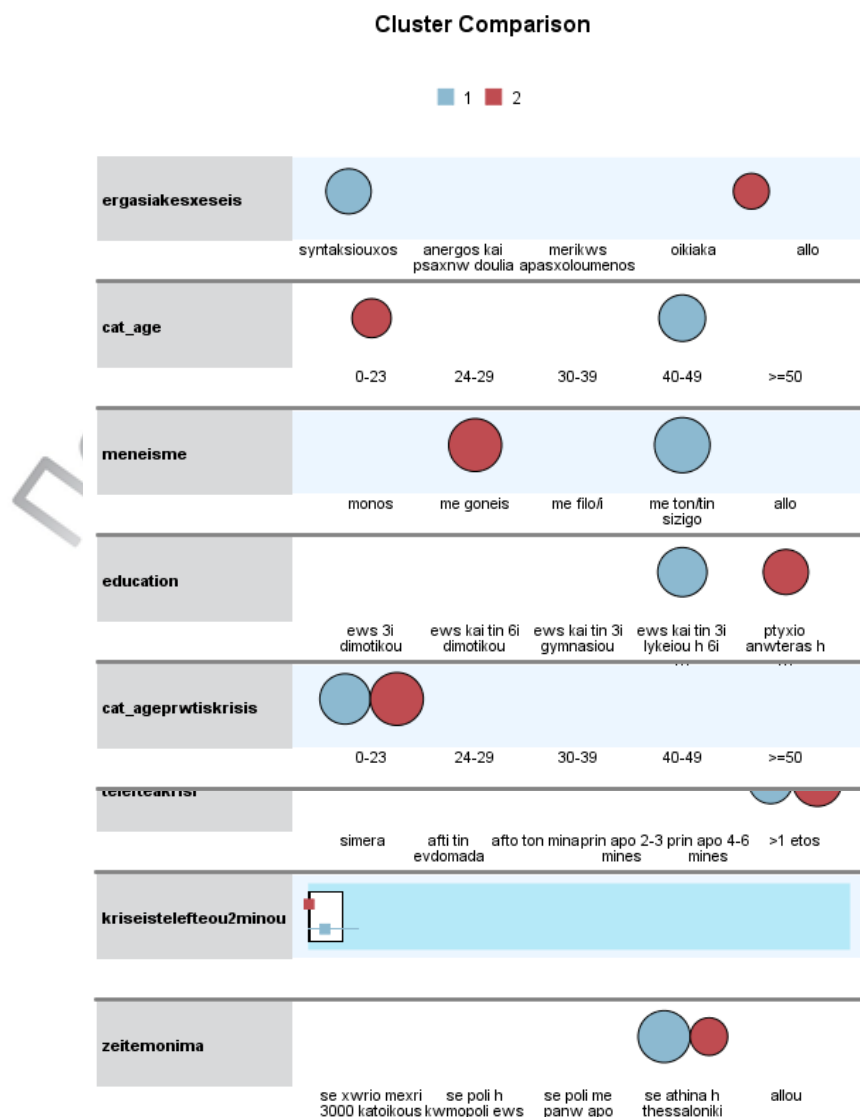 Cluster Comparison
1 2
ergasiakesxeseis
syntaksiouxos anergos kai psaxnw doulia merikws apasxoloumenos oikiaka allo
cat_age
0-23 24-29 30-39 40-49 >=50
meneisme
monos me goneis me filo/i me ton/tin sizigo allo
education
ews 3i dimotikou ews kai tin 6i dimotikou ews kai tin 3i gymnasiou ews kai tin 3i lykeiou h 6i ... ptyxio anwteras h ...
cat_ageprwtiskrisis
0-23 24-29 30-39 40-49 >=50
simera afti tin evdomada afto ton mina prin apo 2-3 mines prin apo 4-6 mines >1 etos
kriseistelefteou2minou
zeitemonima
se xwrio mexri 3000 katoikous se poli h kwmopoli ews se poli me panw apo se athina h thessaloniki allou